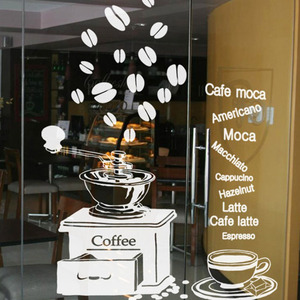 Cafe moca
Americano
Moca
Macchiato
Cappucino
Hazelnut
Latte
Cafe latte
Espresso
Coffee